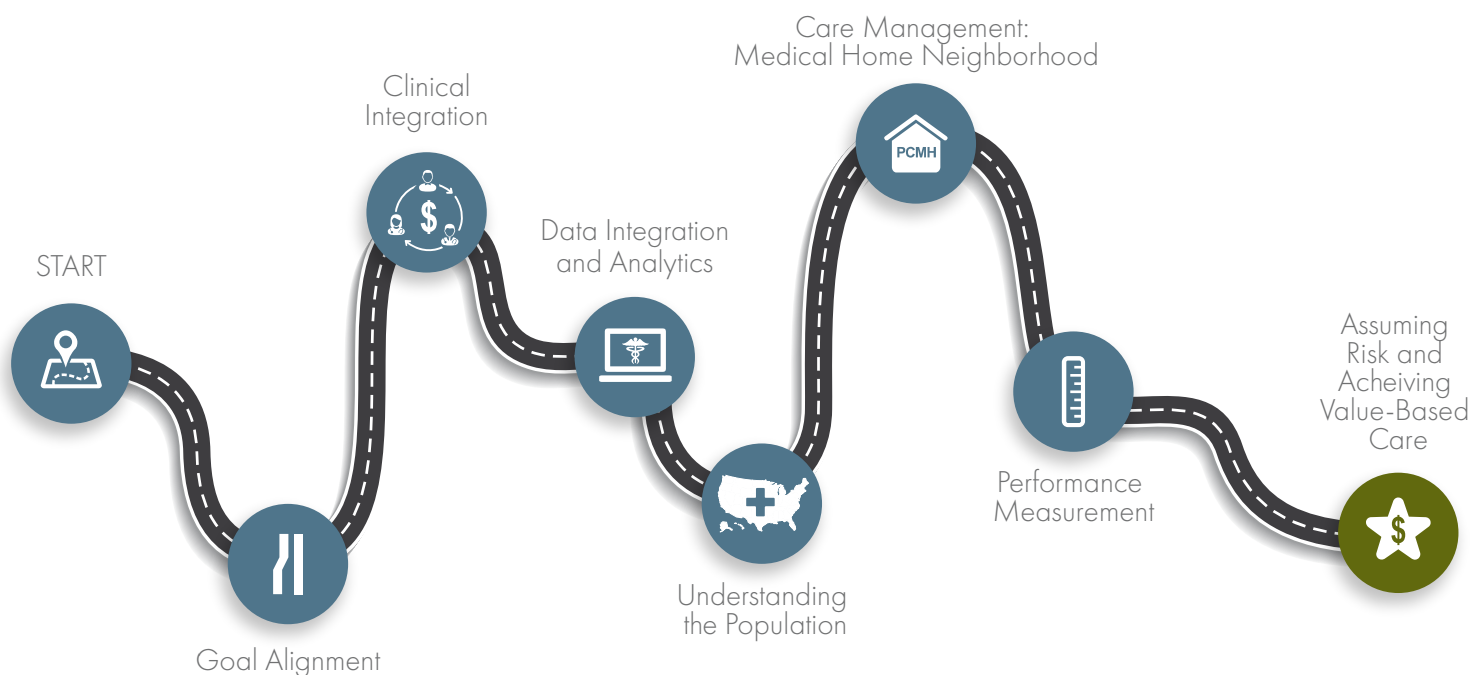 START
Goal Alignment
Clinical
Integration
$
Data Integration
and Analytics
Understanding
the Population
Care Management:
Medical Home Neighborhood
PCMH
Performance
Measurement
Assuming
Risk and
Acheiving
Value-Based
Care
$